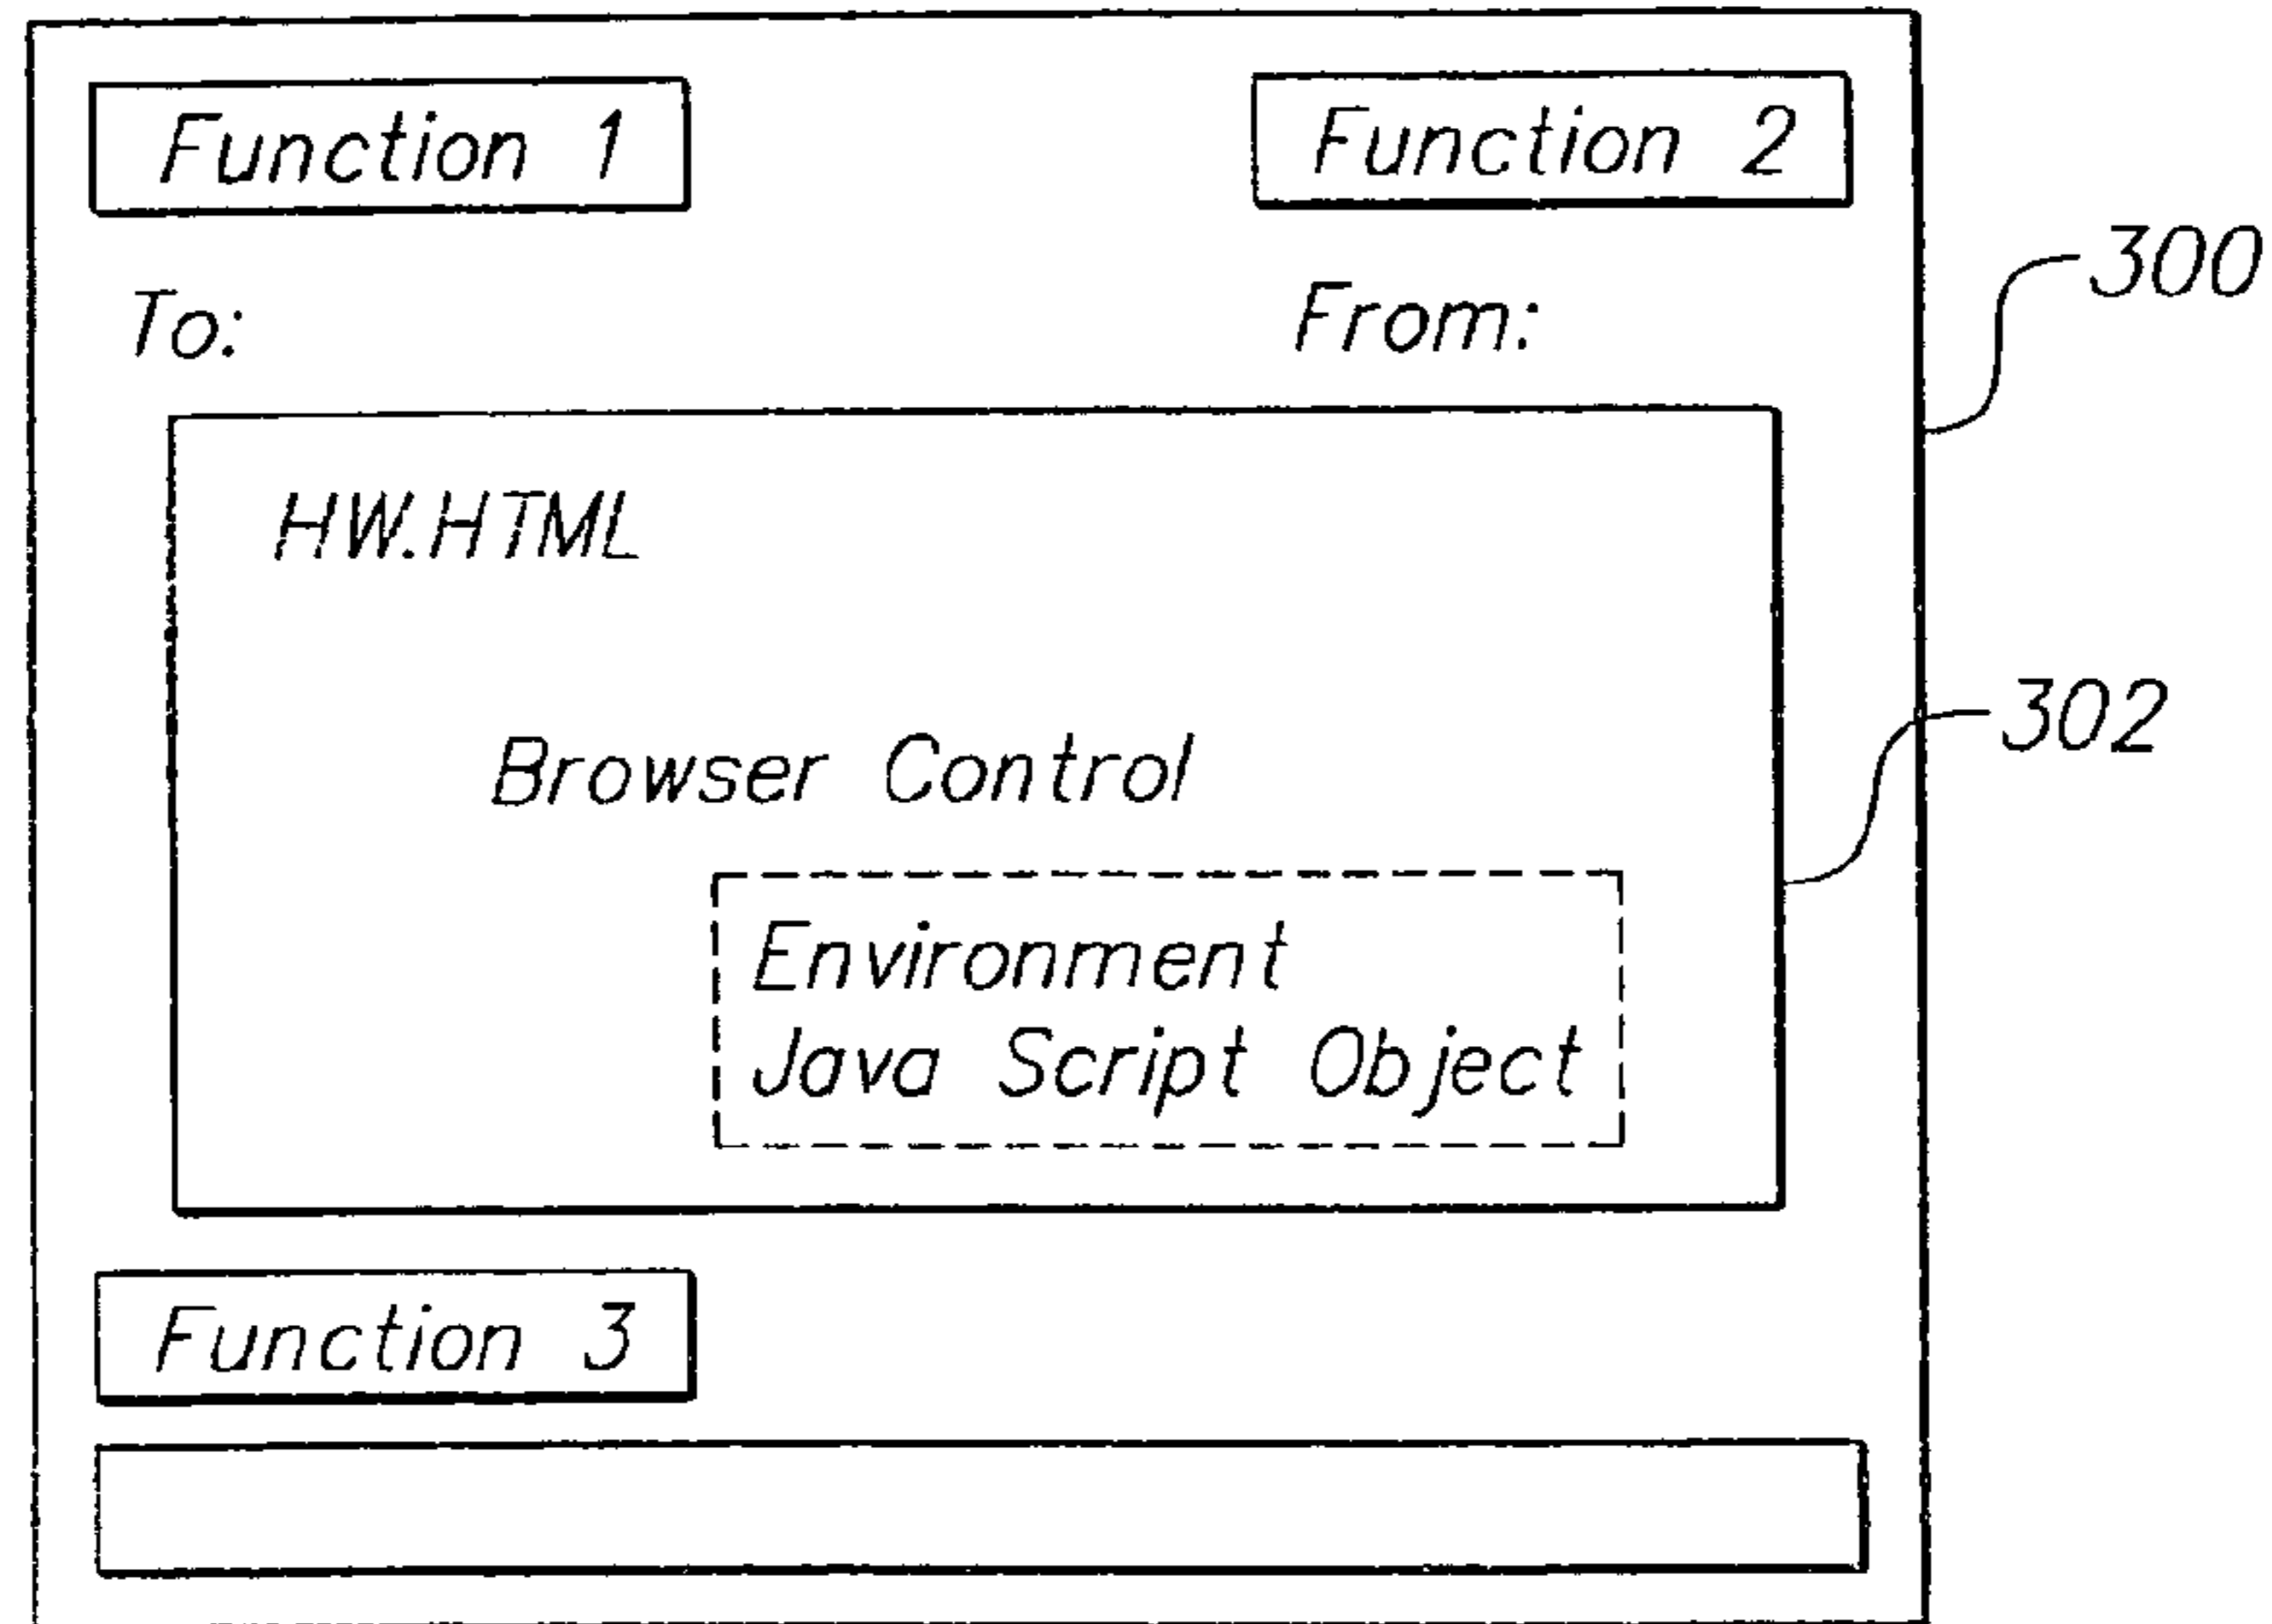 Function 1
Function 2
To:
From:
300
HW.HTML
302
Browser Control
Environment
Java Script Object
Function 3